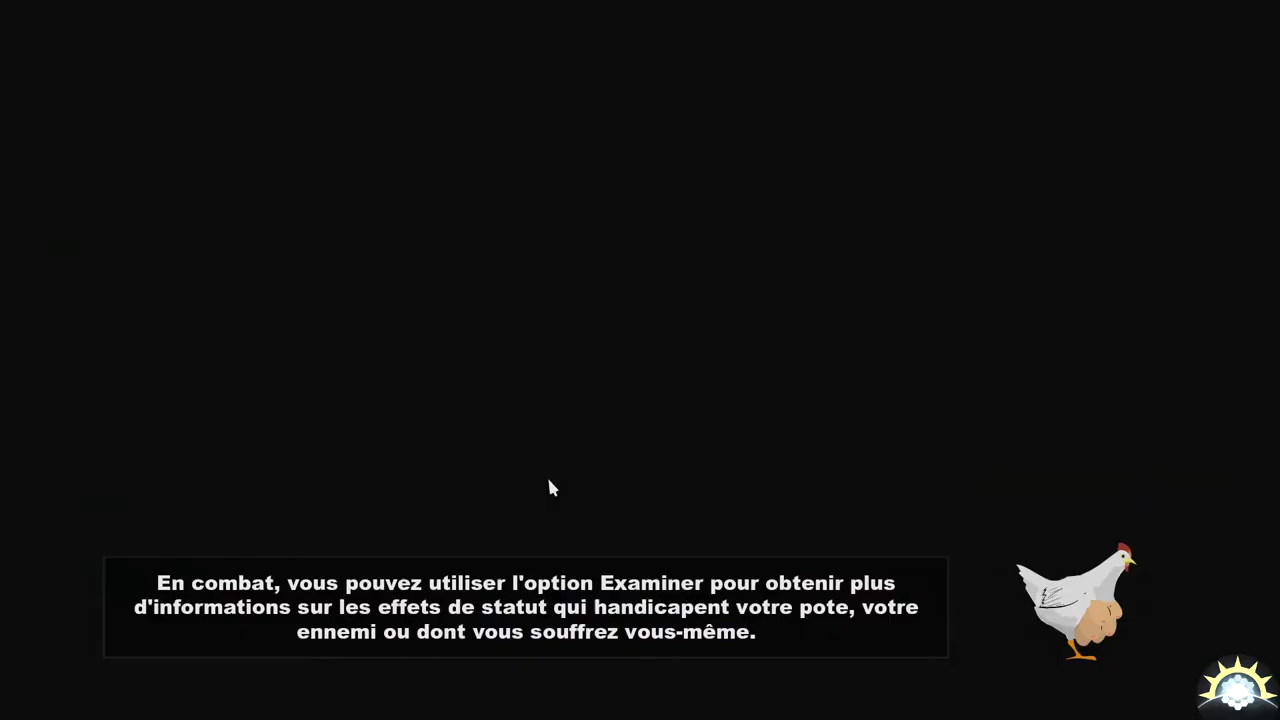 En combat, vous pouvez utiliser l'option Examiner pour obtenir plus
d'informations sur les effets de statut qui handicapent votre pote, votre
ennemi ou dont vous souffrez vous-même.